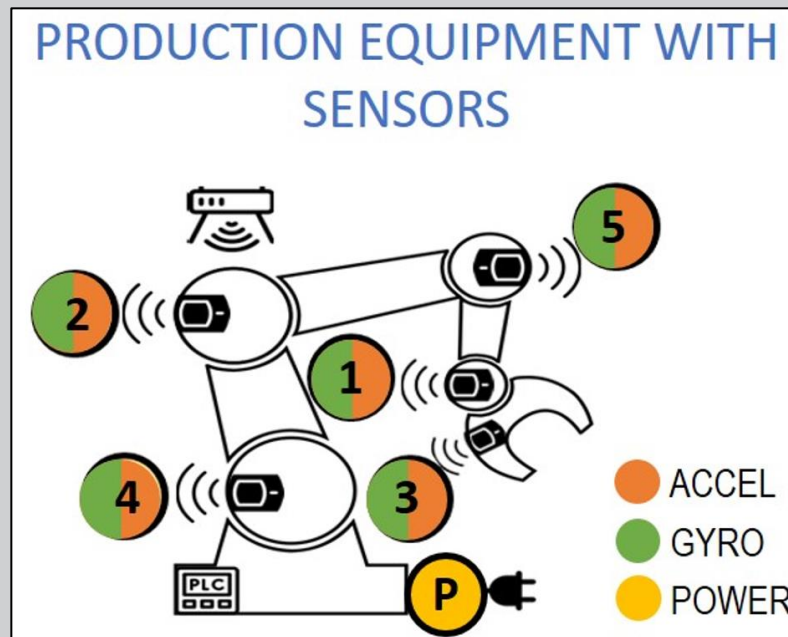 PRODUCTION EQUIPMENT WITH
SENSORS
5
2
1
4
3
ACCEL
GYRO
PLC
P
POWER